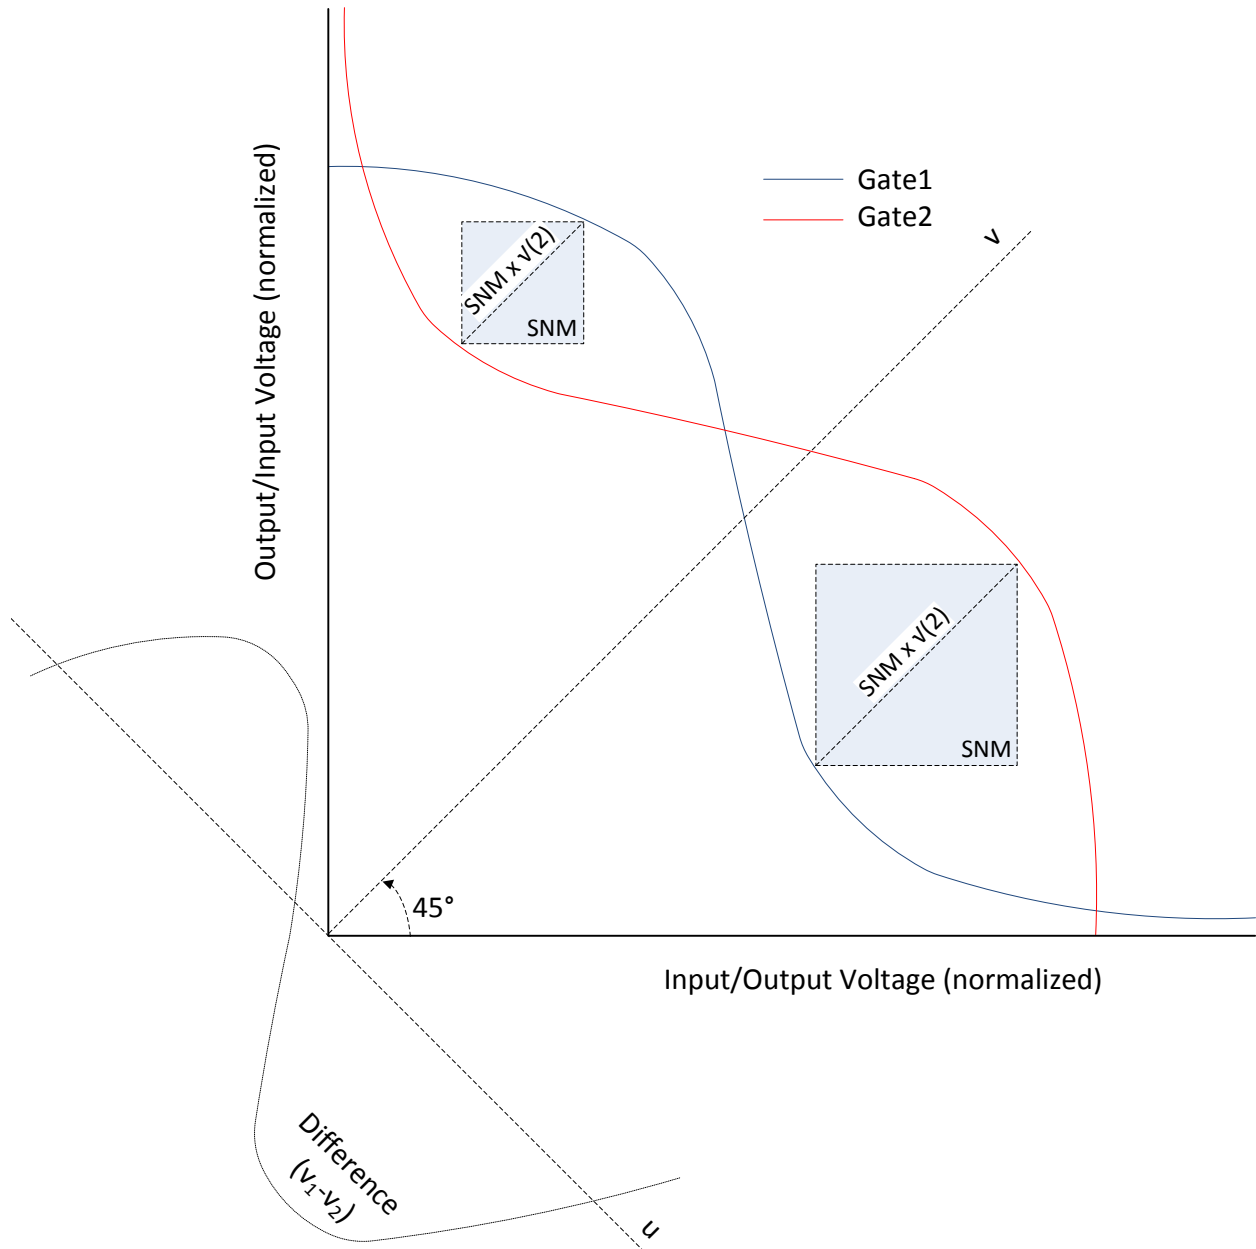 Output/Input Voltage (normalized)
Gate1
Gate2
v
SNM x √(2)
SNM
SNM x √(2)
SNM
45°
Input/Output Voltage (normalized)
Difference
(v₁-v₂)
u